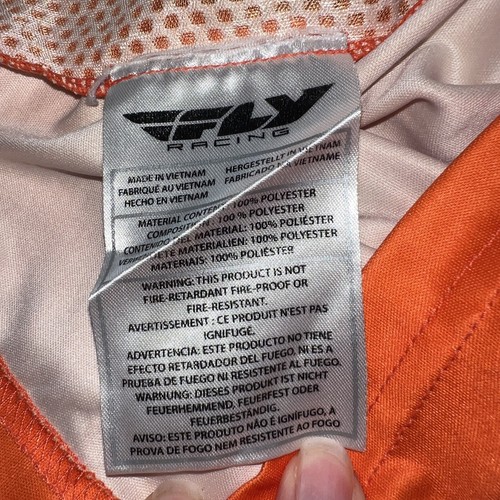 FLY
RACING
MADE IN VIETNAM HERGESTELLT IN VIETNAM
FABRIQUÉ AU VIETNAM FABRICADO NA VIETNAME
HECHO EN VIETNAM
MATERIAL CONTENT: 100% POLYESTER
COMPOSITION : 100 % POLYESTER
CONTENIDO DEL MATERIAL: 100% POLIÉSTER
MATERIALIEN: 100% POLYESTER
MATERIAIS: 100% POLIÉSTER
WARNING: THIS PRODUCT IS NOT
FIRE-RETARDANT FIRE-PROOF OR
FIRE-RESISTANT.
AVERTISSEMENT : CE PRODUIT N'EST PAS
IGNIFUGÉ.
ADVERTENCIA: ESTE PRODUCTO NO TIENE
EFECTO RETARDADOR DEL FUEGO, NI ES A
PRUEBA DE FUEGO NI RESISTENTE AL FUEGO.
WARNUNG: DIESES PRODUKT IST NICHT
FEUERHEMMEND, FEUERFEST ODER
FEUERBESTÄNDIG.
AVISO: ESTE PRODUTO NÃO É IGNÍFUGO, À
PROVA DE FOGO NEM RESISTENTE AO FOGO